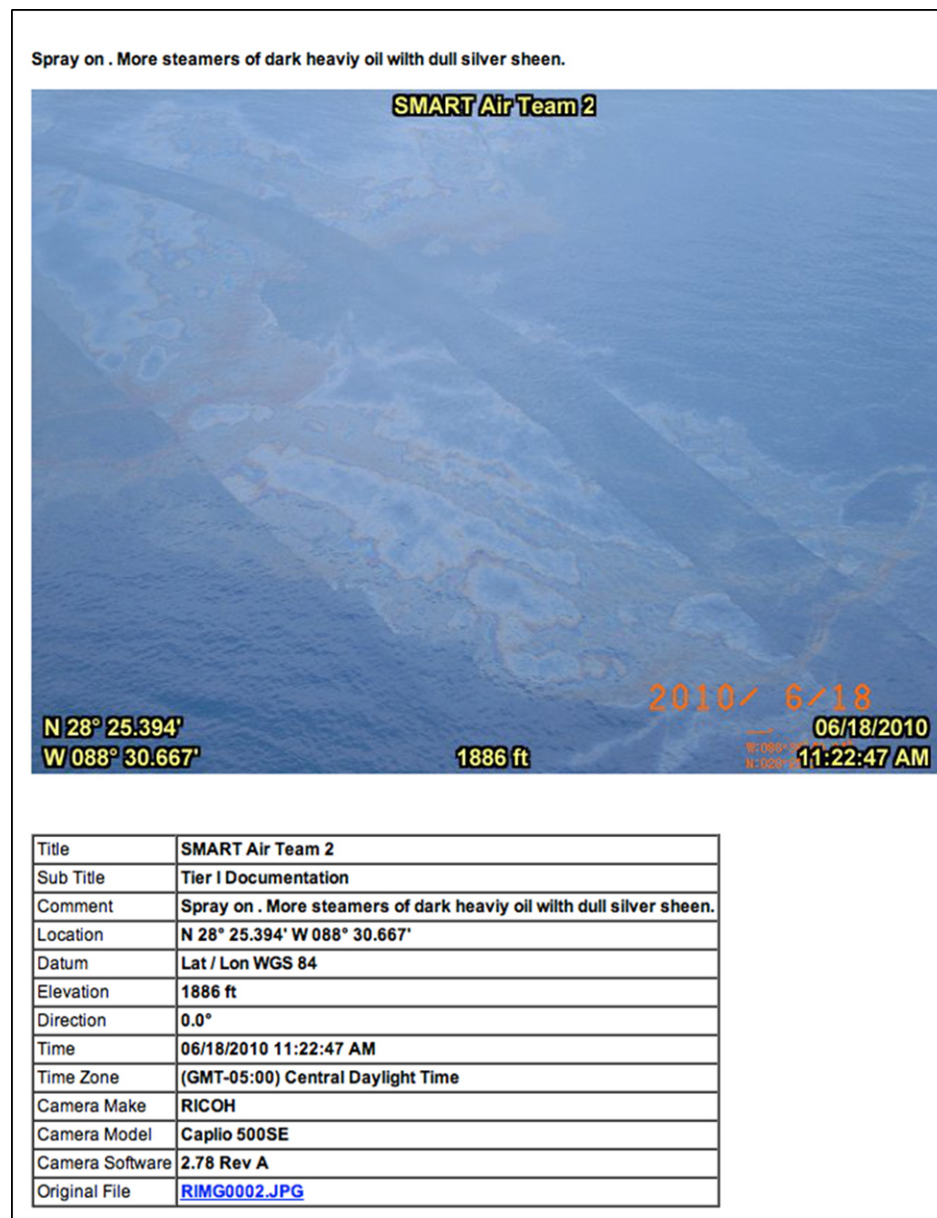 Spray on . More steamers of dark heaviy oil wilth dull silver sheen.
SMART Air Team 2
2010/ 6/18
N 28° 25.394' 06/18/2010
W 088° 30.667' 1886 ft 11:22:47 AM
Title SMART Air Team 2
Sub Title Tier I Documentation
Comment Spray on . More steamers of dark heaviy oil wilth dull silver sheen.
Location N 28° 25.394' W 088° 30.667'
Datum Lat / Lon WGS 84
Elevation 1886 ft
Direction 0.0°
Time 06/18/2010 11:22:47 AM
Time Zone (GMT-05:00) Central Daylight Time
Camera Make RICOH
Camera Model Caplio 500SE
Camera Software 2.78 Rev A
Original File RIMG0002.JPG